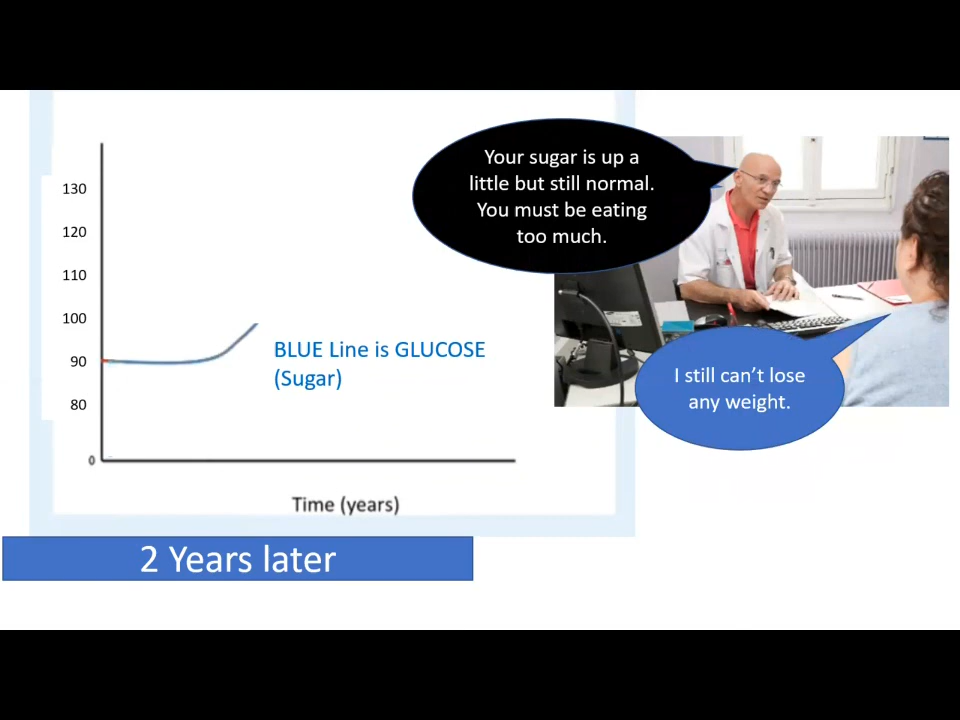 Your sugar is up a
little but still normal.
You must be eating
too much.
130
120
110
100
90
80
0
BLUE Line is GLUCOSE
(Sugar)
I still can’t lose
any weight.
Time (years)
2 Years later